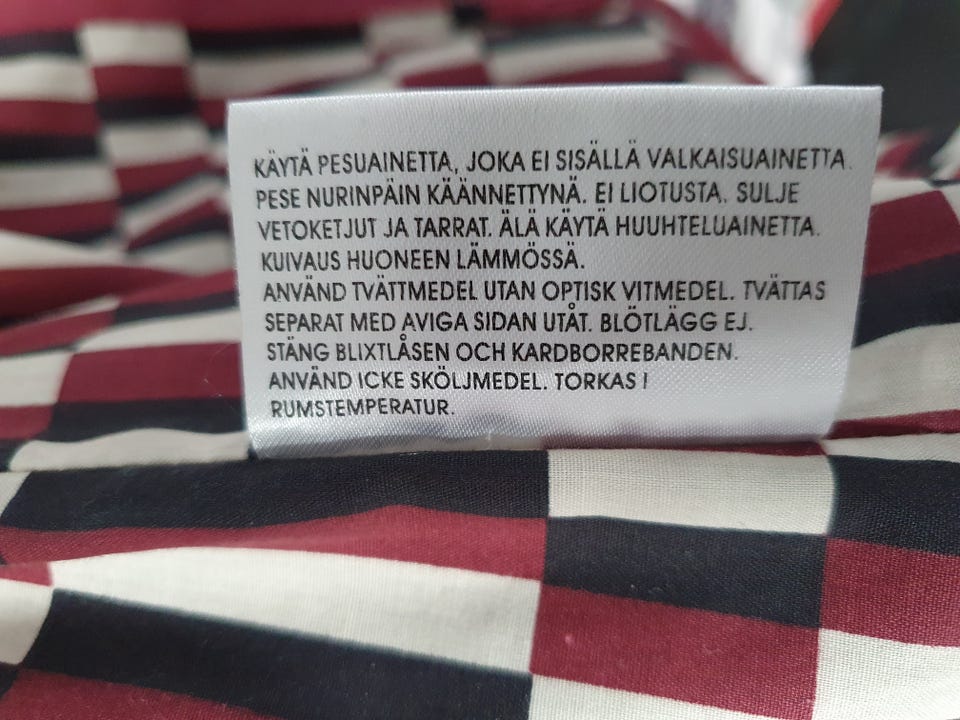 KÄYTÄ PESUAINETTA, JOKA EI SISÄLLÄ VALKAISUAINETTA.
PESE NURINPÄIN KÄÄNNETTYNÄ. EI LIOTUSTA. SULJE
VETOKETJUT JA TARRAT. ÄLÄ KÄYTÄ HUUHTELUAINETTA.
KUIVAUS HUONEEN LÄMMÖSSÄ.
ANVÄND TVÄTTMEDEL UTAN OPTISK VITMEDEL. TVÄTTAS
SEPARAT MED AVIGA SIDAN UTÅT. BLÖTLÄGG EJ.
STÄNG BLIXTLÅSEN OCH KARDBORREBANDEN.
ANVÄND ICKE SKÖLJMEDEL. TORKAS I
RUMSTEMPERATUR.